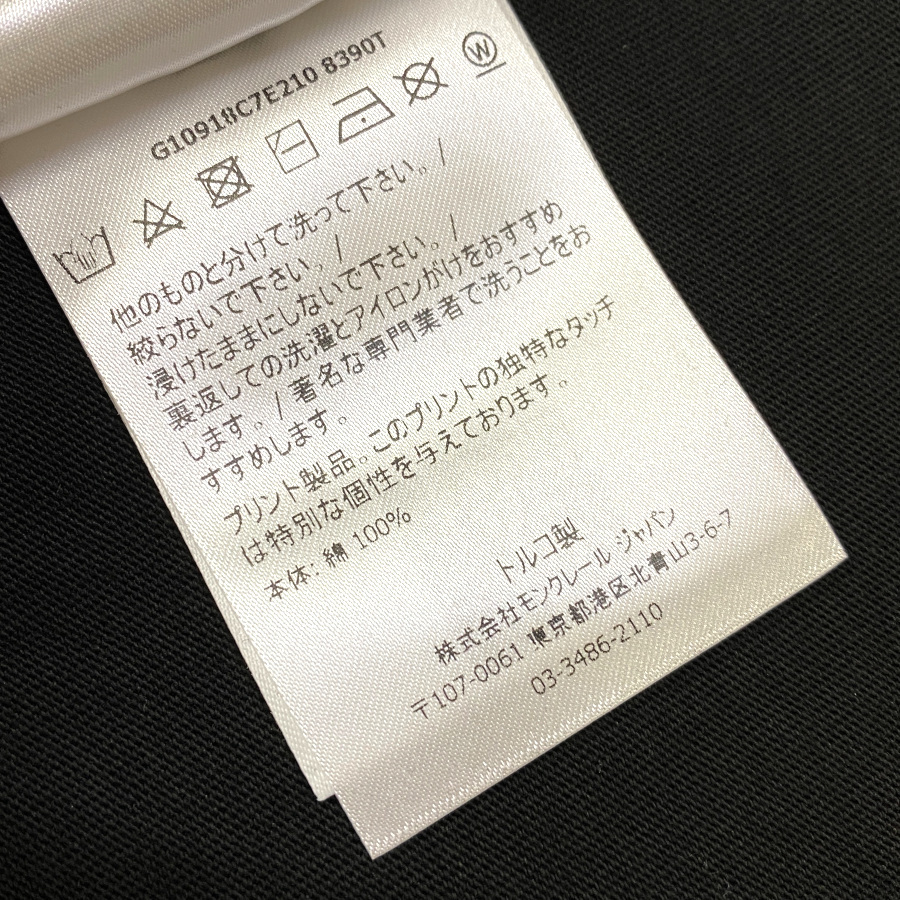 G10918C7E210 8390T
W
他のものと分けて洗って下さい。/
絞らないで下さい。/
浸けたままにしないで下さい。/
裏返しての洗濯とアイロンがけをおすすめ
します。/ 著名な専門業者で洗うことをお
すすめします。
プリント製品。このプリントの独特なタッチ
は特別な個性を与えております。
本体: 綿 100%
トルコ製
株式会社モンクレール ジャパン
〒107-0061 東京都港区北青山3-6-7
03-3486-2110